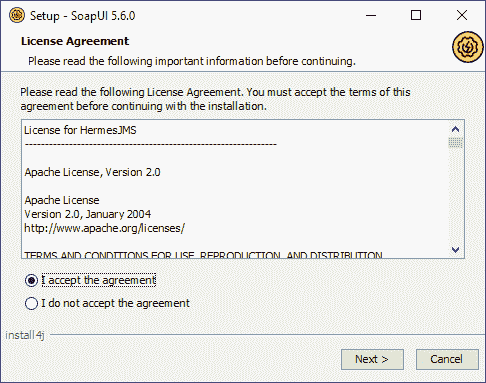 Setup - SoapUI 5.6.0
License Agreement
Please read the following important information before continuing.
Please read the following License Agreement. You must accept the terms of this
agreement before continuing with the installation.
License for HermesJMS
----------------------------------------------------------------
Apache License, Version 2.0
Apache License
Version 2.0, January 2004
http://www.apache.org/licenses/
TERMS AND CONDITIONS FOR USE, REPRODUCTION, AND DISTRIBUTION
I accept the agreement
I do not accept the agreement
install4j
Next >
Cancel